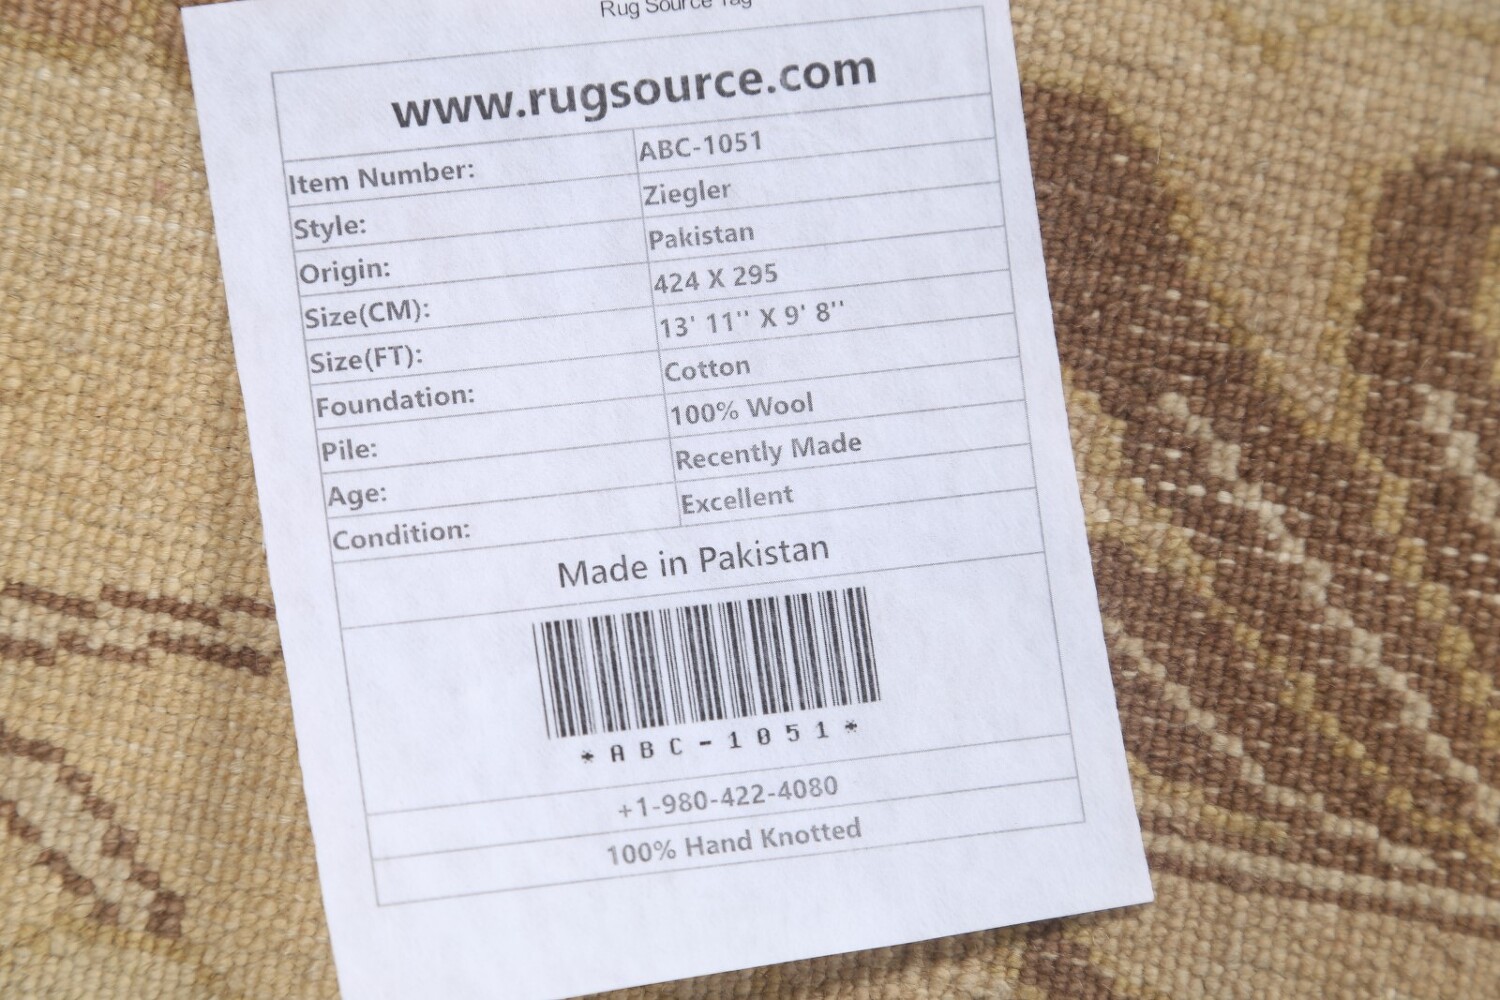 Rug Source Tag
www.rugsource.com
Item Number: ABC-1051
Style: Ziegler
Origin: Pakistan
Size(CM): 424 X 295
Size(FT): 13' 11'' X 9' 8''
Foundation: Cotton
Pile: 100% Wool
Age: Recently Made
Condition: Excellent
Made in Pakistan
*ABC-1051*
+1-980-422-4080
100% Hand Knotted